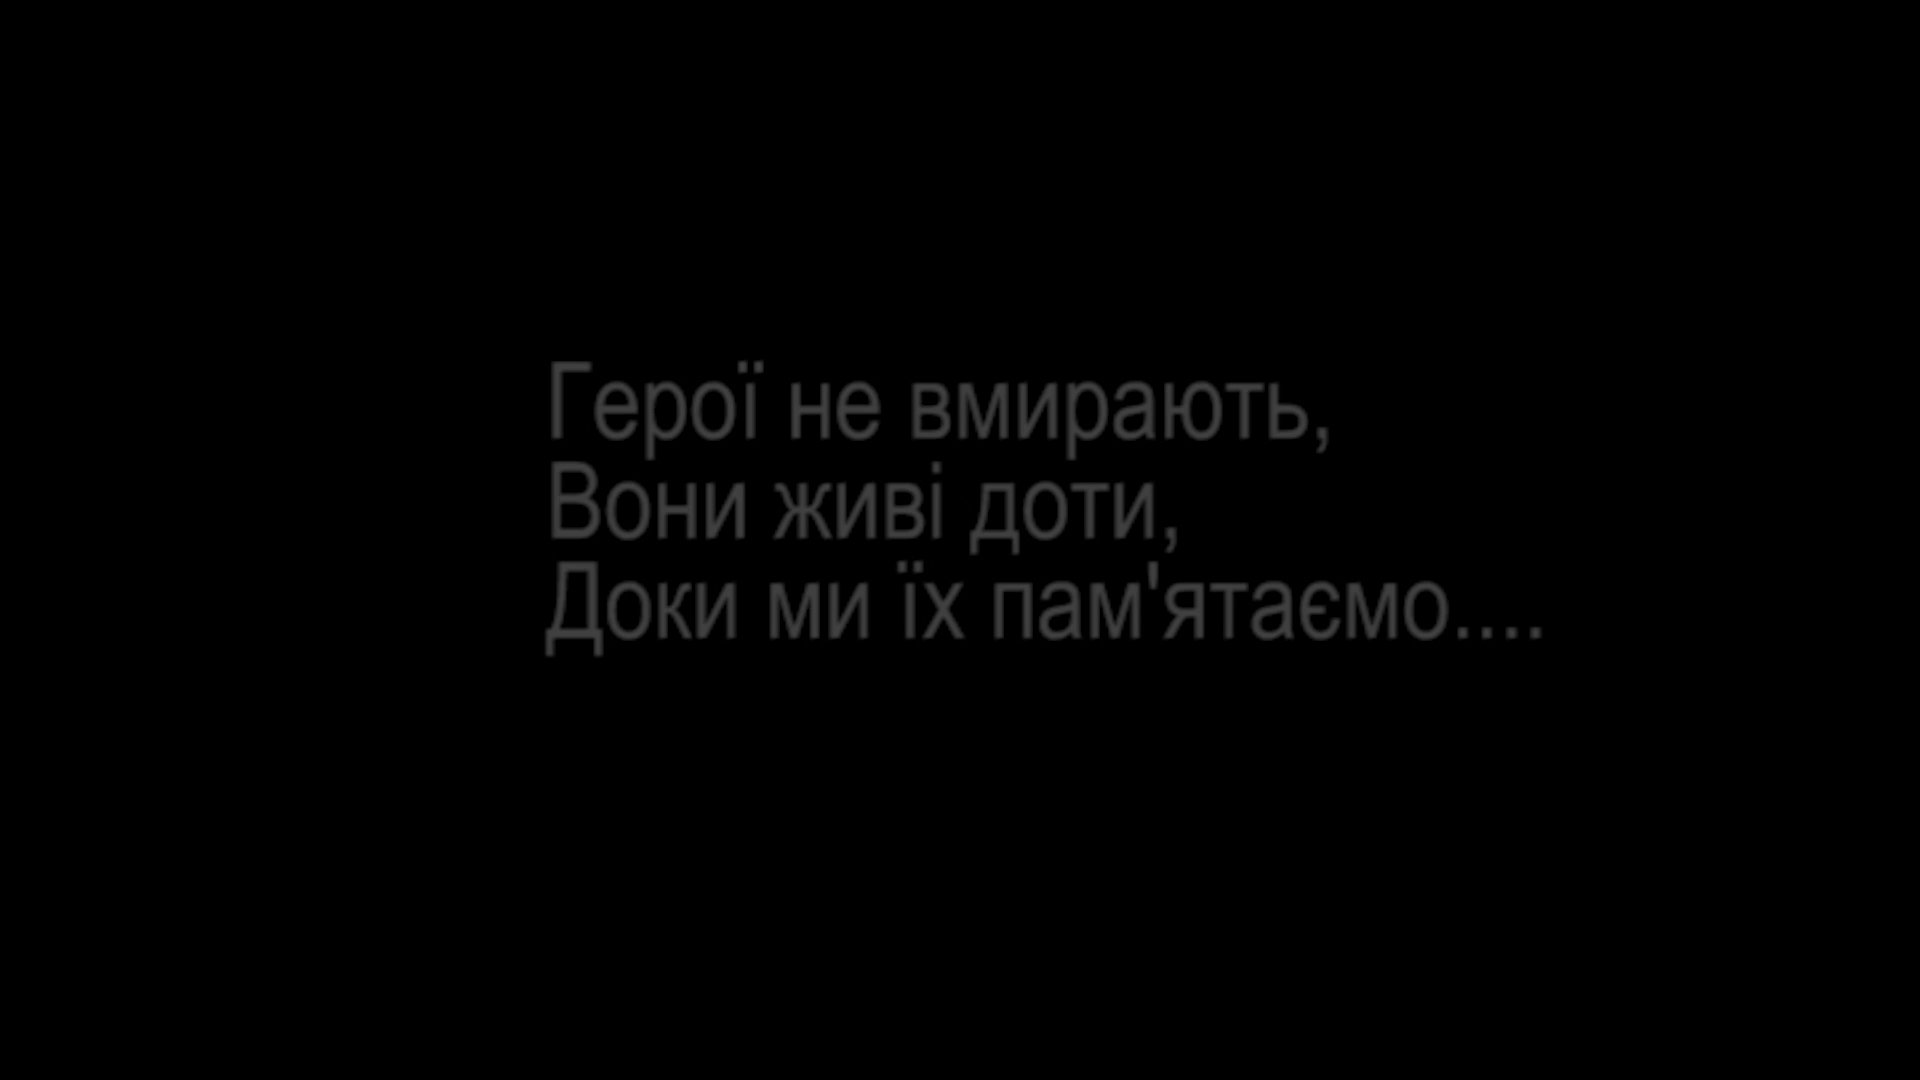 Герої не вмирають,
Вони живі доти,
Доки ми їх пам'ятаємо....